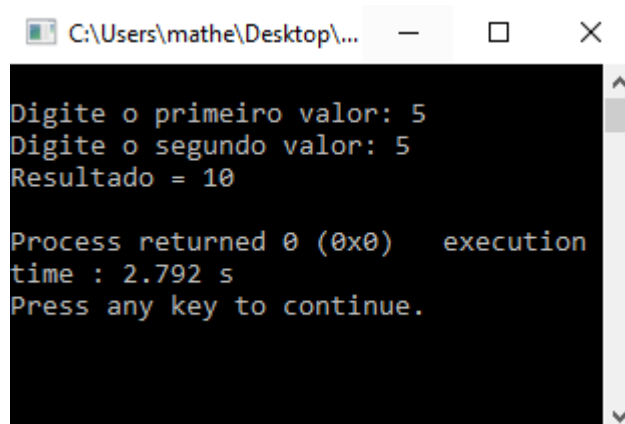 C:\Users\mathe\Desktop\...
Digite o primeiro valor: 5
Digite o segundo valor: 5
Resultado = 10
Process returned 0 (0x0)   execution
time : 2.792 s
Press any key to continue.